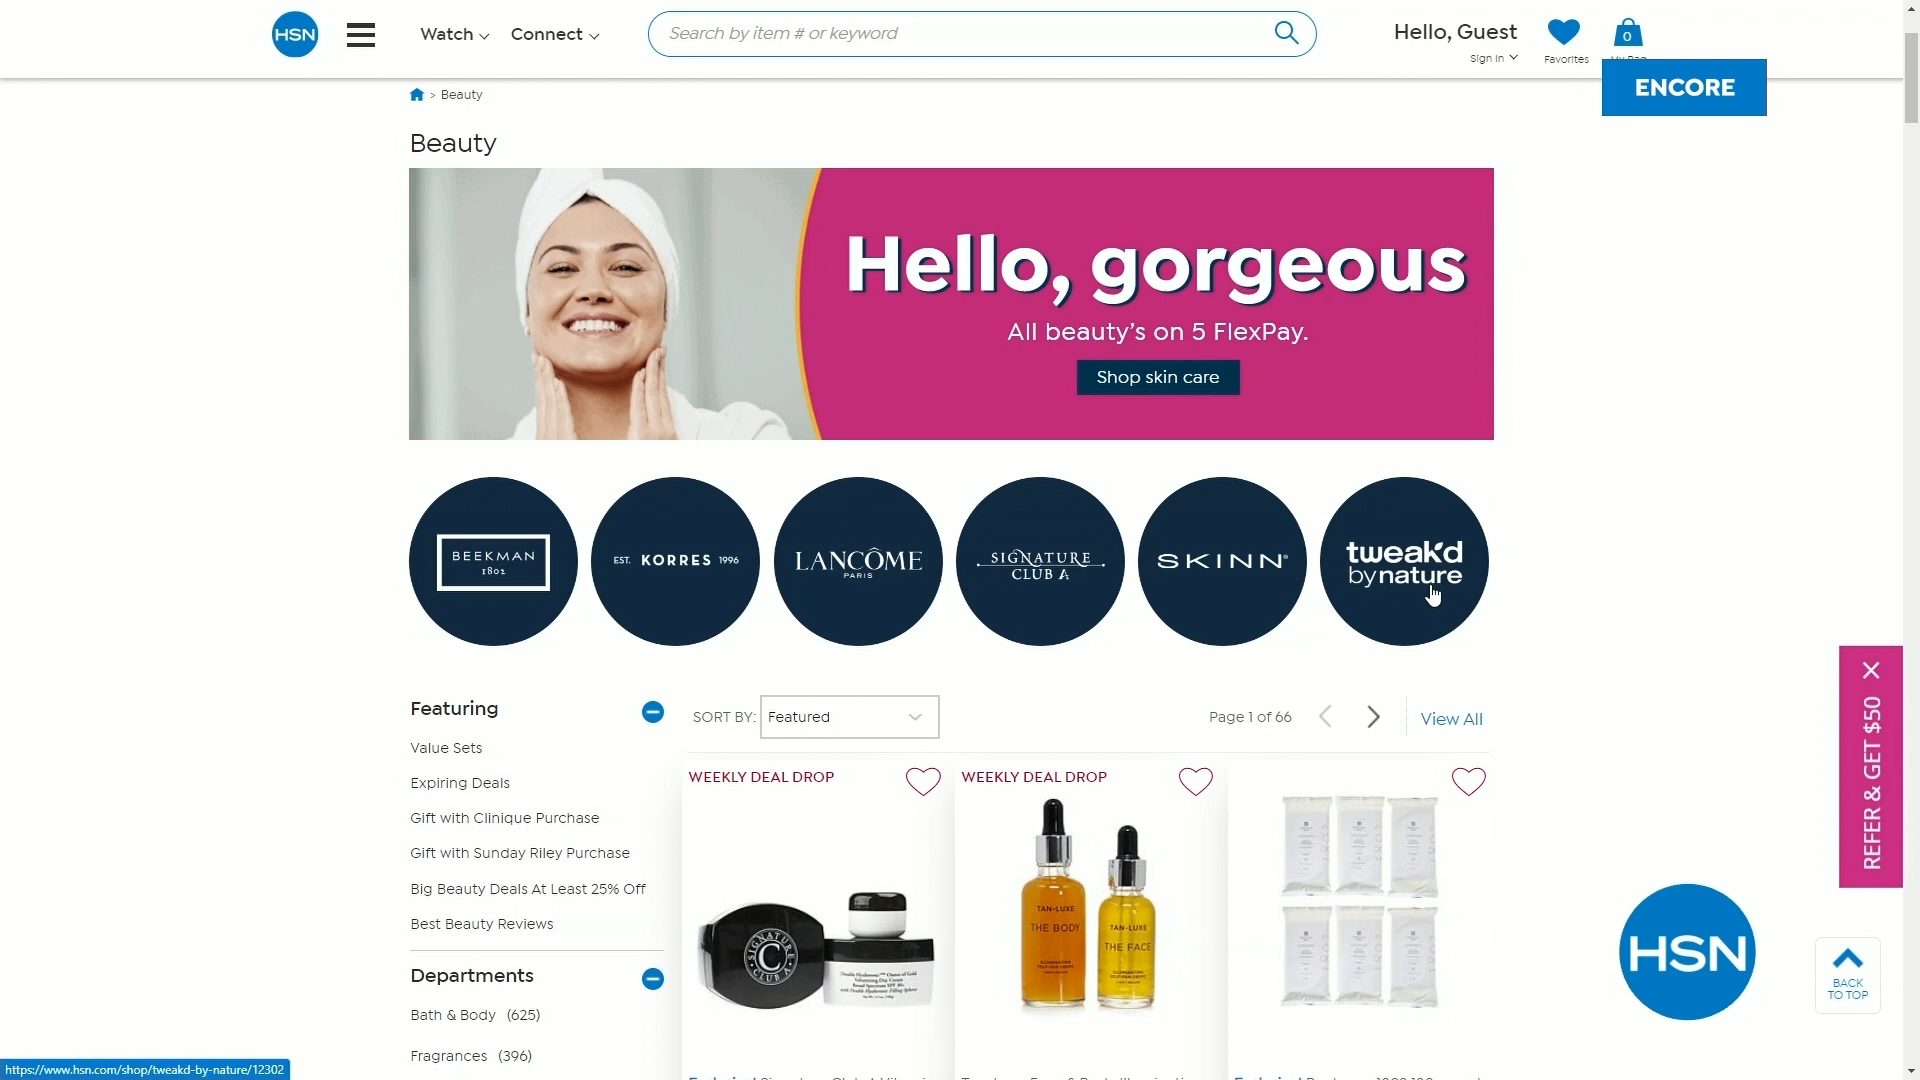 HSN
Watch
Connect
Search by item # or keyword
Hello, Guest
Sign In
Favorites
0
My Bag
ENCORE
> Beauty
Beauty
Hello, gorgeous
All beauty's on 5 FlexPay.
Shop skin care
BEEKMAN
1802
EST. KORRES 1996
LANCÔME
PARIS
SIGNATURE
CLUB A
SKINN®
tweak'd
by nature
Featuring
Value Sets
Expiring Deals
Gift with Clinique Purchase
Gift with Sunday Riley Purchase
Big Beauty Deals At Least 25% Off
Best Beauty Reviews
Departments
Bath & Body (625)
Fragrances (396)
SORT BY: Featured
Page 1 of 66
View All
WEEKLY DEAL DROP
WEEKLY DEAL DROP
SIGNATURE
C
CLUB A
TAN-LUXE
THE BODY
TAN-LUXE
THE FACE
REFER & GET $50
HSN
BACK
TO TOP
https://www.hsn.com/shop/tweakd-by-nature/12302